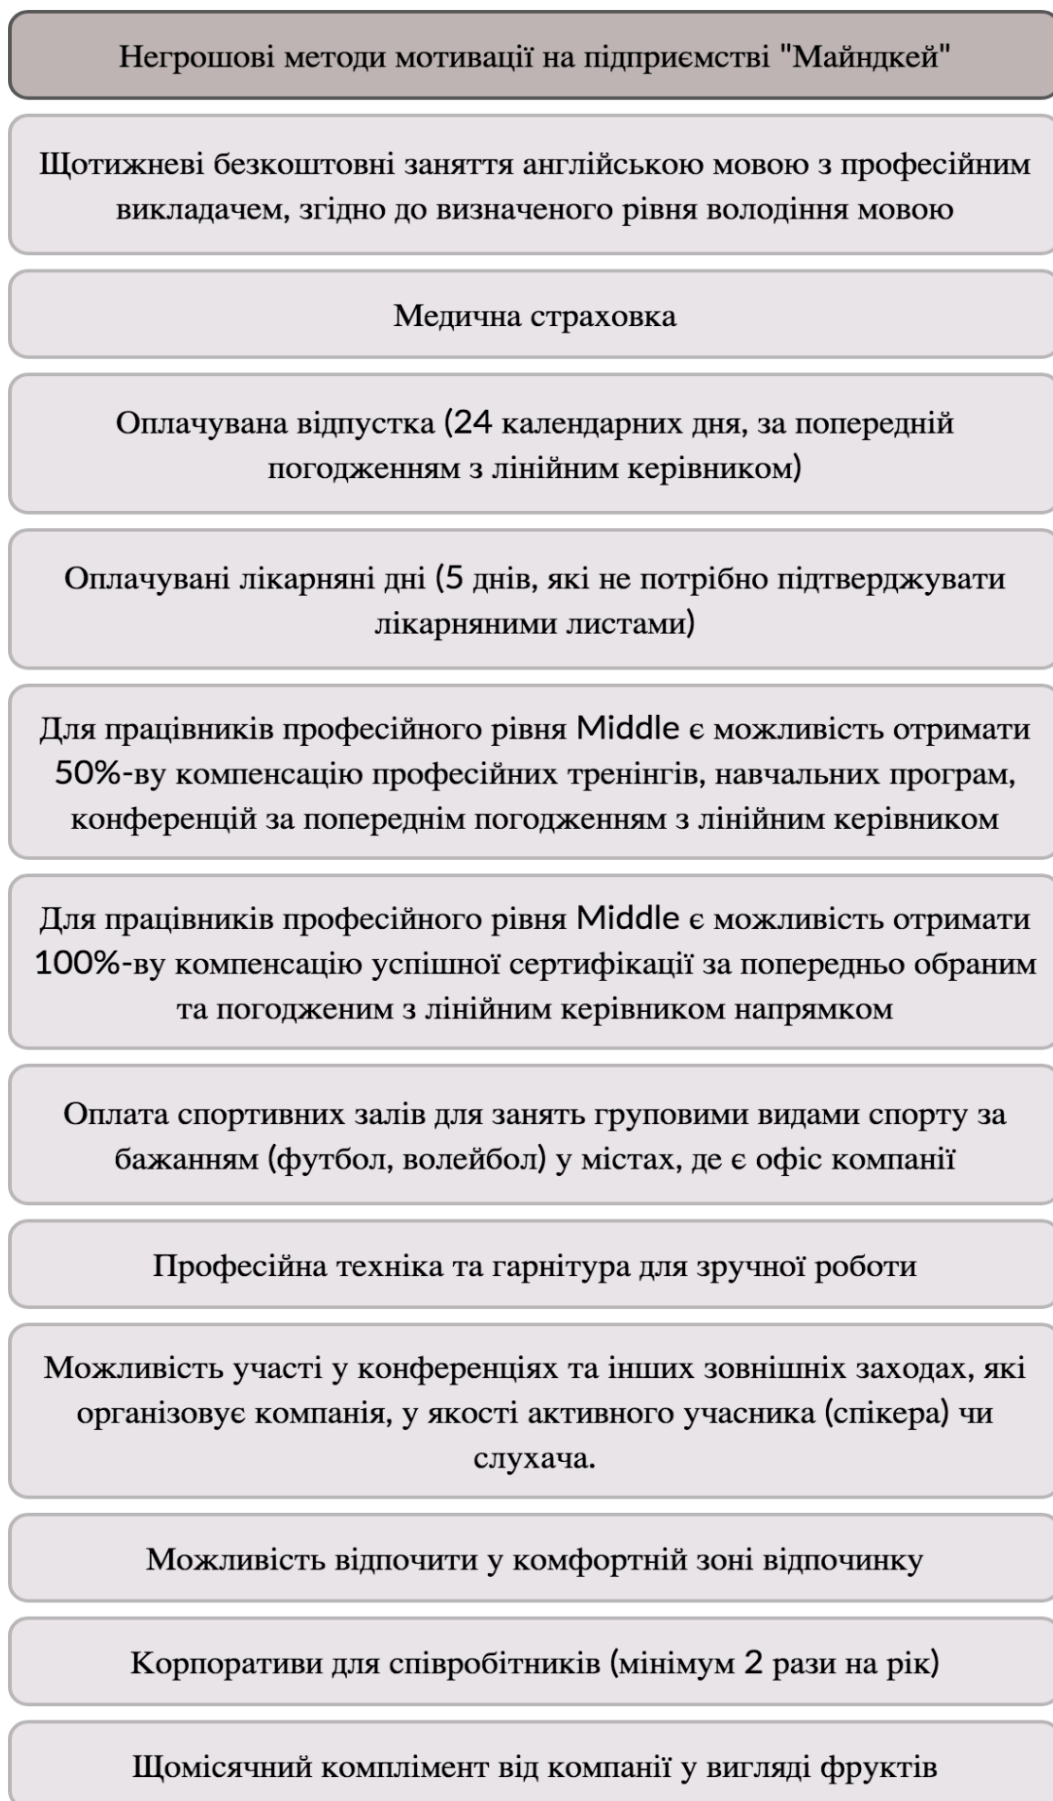 Негрошові методи мотивації на підприємстві "Майндкей"
Щотижневі безкоштовні заняття англійською мовою з професійним
викладачем, згідно до визначеного рівня володіння мовою
Медична страховка
Оплачувана відпустка (24 календарних дня, за попередній
погодженням з лінійним керівником)
Оплачувані лікарняні дні (5 днів, які не потрібно підтверджувати
лікарняними листами)
Для працівників професійного рівня Middle є можливість отримати
50%-ву компенсацію професійних тренінгів, навчальних програм,
конференцій за попереднім погодженням з лінійним керівником
Для працівників професійного рівня Middle є можливість отримати
100%-ву компенсацію успішної сертифікації за попередньо обраним
та погодженим з лінійним керівником напрямком
Оплата спортивних залів для занять груповими видами спорту за
бажанням (футбол, волейбол) у містах, де є офіс компанії
Професійна техніка та гарнітура для зручної роботи
Можливість участі у конференціях та інших зовнішніх заходах, які
організовує компанія, у якості активного учасника (спікера) чи
слухача.
Можливість відпочити у комфортній зоні відпочинку
Корпоративи для співробітників (мінімум 2 рази на рік)
Щомісячний комплімент від компанії у вигляді фруктів